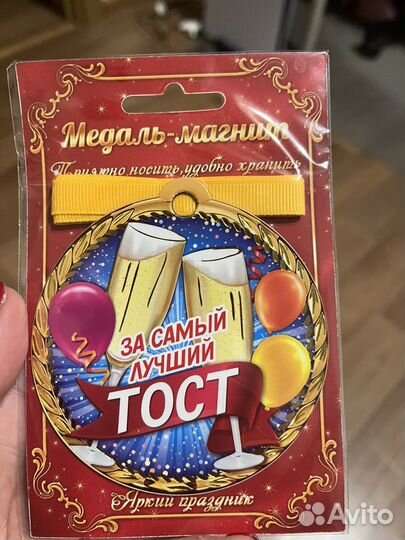 Медаль-магнит
Приятно носить, удобно хранить
ЗА САМЫЙ
ЛУЧШИЙ
ТОСТ
Яркий праздник
Avito